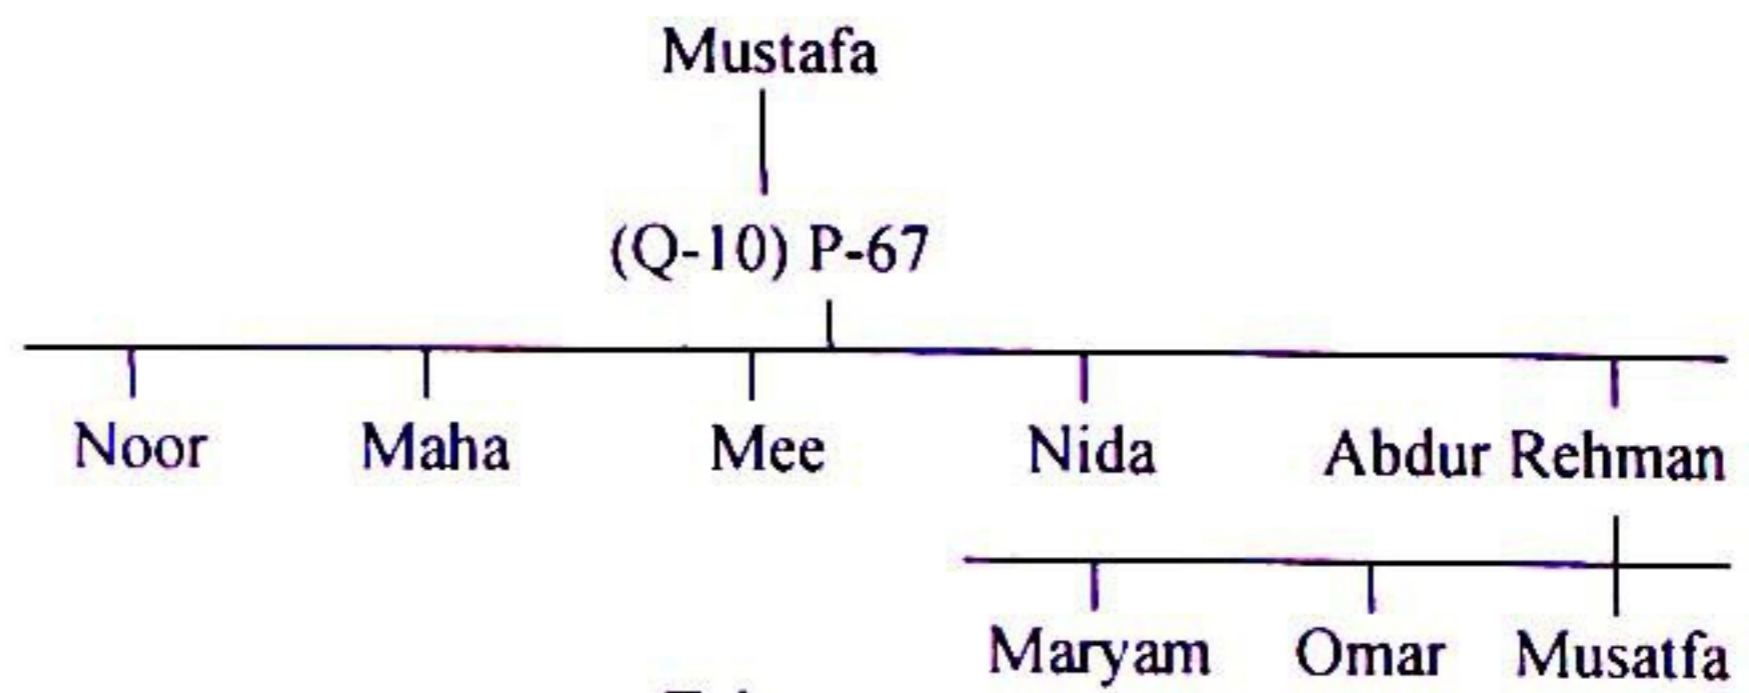 Mustafa
(Q-10) P-67
Noor Maha Mee Nida Abdur Rehman
Maryam Omar Musatfa